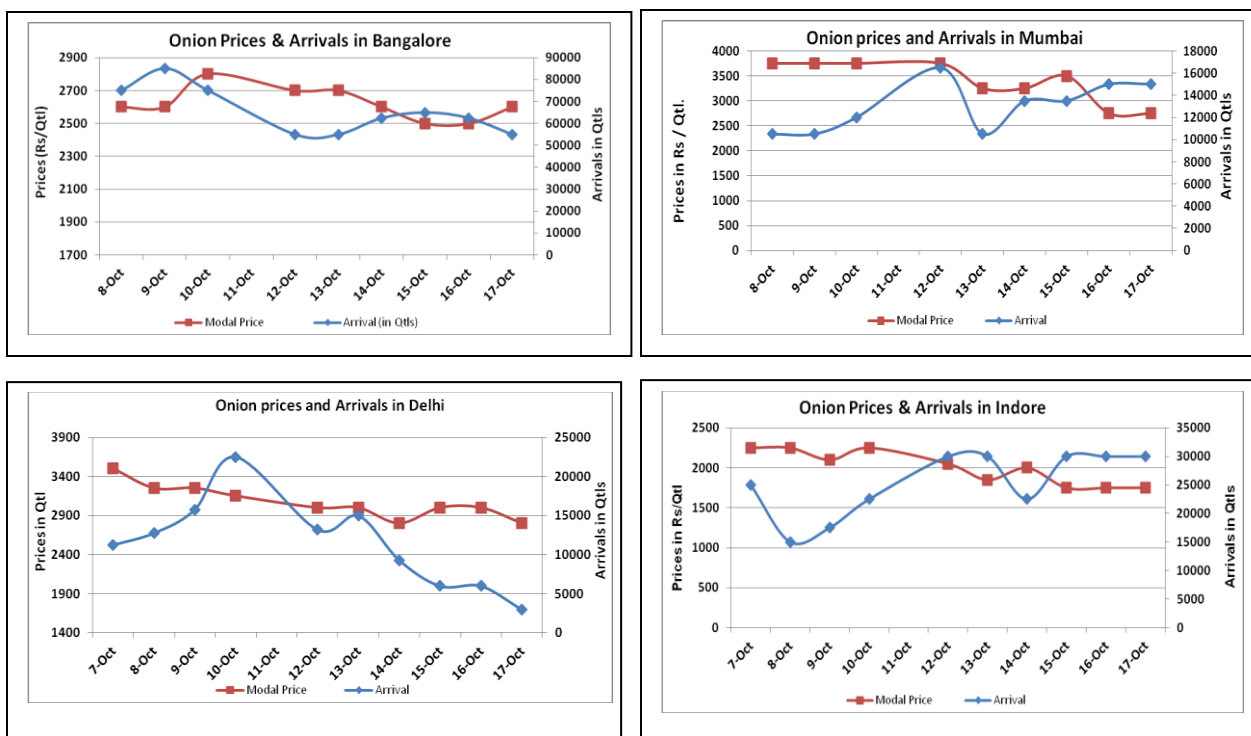 Onion Prices & Arrivals in Bangalore
Prices (Rs/Qtl)
2900
2700
2500
2300
2100
1900
1700
90000
80000
70000
60000
50000
40000
30000
20000
10000
0
Arrivals in Qtls
8-Oct
9-Oct
10-Oct
11-Oct
12-Oct
13-Oct
14-Oct
15-Oct
16-Oct
17-Oct
Modal Price
Arrival (in Qtls)
Onion prices and Arrivals in Mumbai
Prices in Rs / Qtl.
4000
3500
3000
2500
2000
1500
1000
500
0
18000
16000
14000
12000
10000
8000
6000
4000
2000
0
Arrivals in Qtls
8-Oct
9-Oct
10-Oct
11-Oct
12-Oct
13-Oct
14-Oct
15-Oct
16-Oct
17-Oct
Modal Price
Arrival
Onion prices and Arrivals in Delhi
Prices in Qtl
3900
3400
2900
2400
1900
1400
25000
20000
15000
10000
5000
0
Arrivals in Qtls
7-Oct
8-Oct
9-Oct
10-Oct
11-Oct
12-Oct
13-Oct
14-Oct
15-Oct
16-Oct
17-Oct
Modal Price
Arrival
Onion Prices & Arrivals in Indore
Prices in Rs/Qtl
2500
2000
1500
1000
500
0
35000
30000
25000
20000
15000
10000
5000
0
Arrivals in Qtls
7-Oct
8-Oct
9-Oct
10-Oct
11-Oct
12-Oct
13-Oct
14-Oct
15-Oct
16-Oct
17-Oct
Modal Price
Arrival